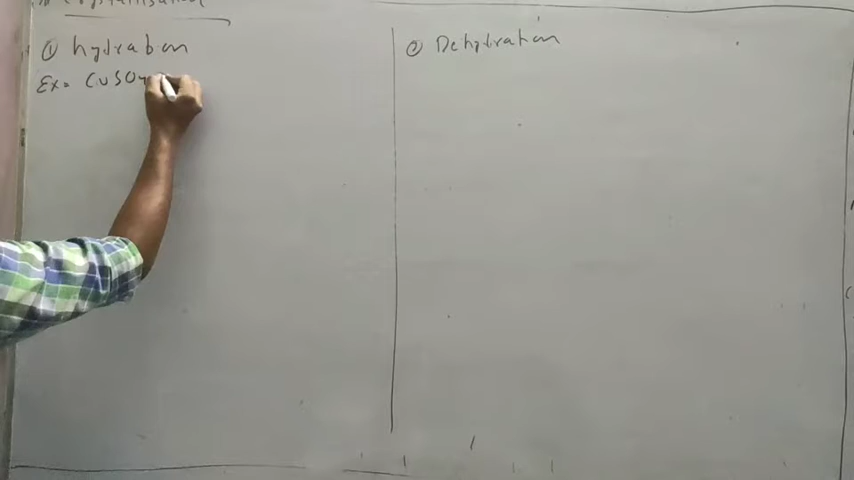 ① hydration
Ex= CuSO4
② Dehydration